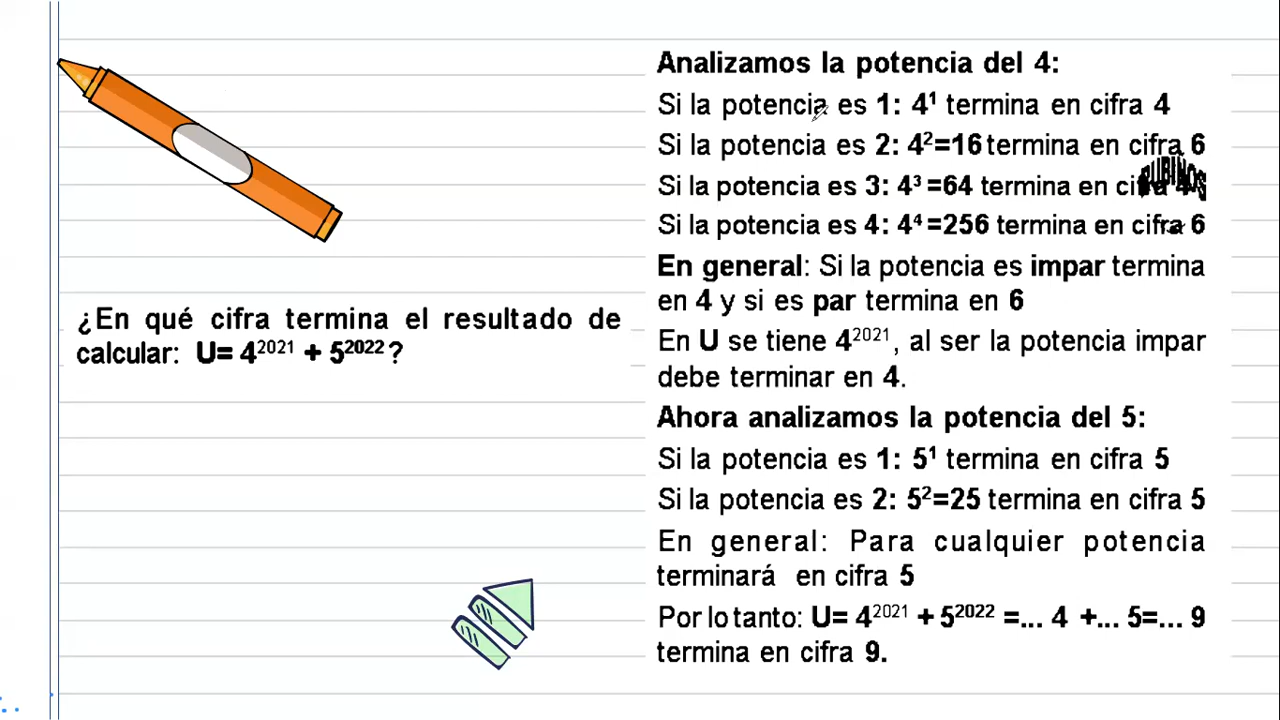 ¿En qué cifra termina el resultado de
calcular: U= 4²⁰²¹ + 5²⁰²² ?
Analizamos la potencia del 4:
Si la potencia es 1: 4¹ termina en cifra 4
Si la potencia es 2: 4²=16 termina en cifra 6
Si la potencia es 3: 4³ =64 termina en cifra 4
RUBIÑOS
Si la potencia es 4: 4⁴ =256 termina en cifra 6
En general: Si la potencia es impar termina
en 4 y si es par termina en 6
En U se tiene 4²⁰²¹, al ser la potencia impar
debe terminar en 4.
Ahora analizamos la potencia del 5:
Si la potencia es 1: 5¹ termina en cifra 5
Si la potencia es 2: 5²=25 termina en cifra 5
En general: Para cualquier potencia
terminará en cifra 5
Por lo tanto: U= 4²⁰²¹ + 5²⁰²² =... 4 +... 5=... 9
termina en cifra 9.